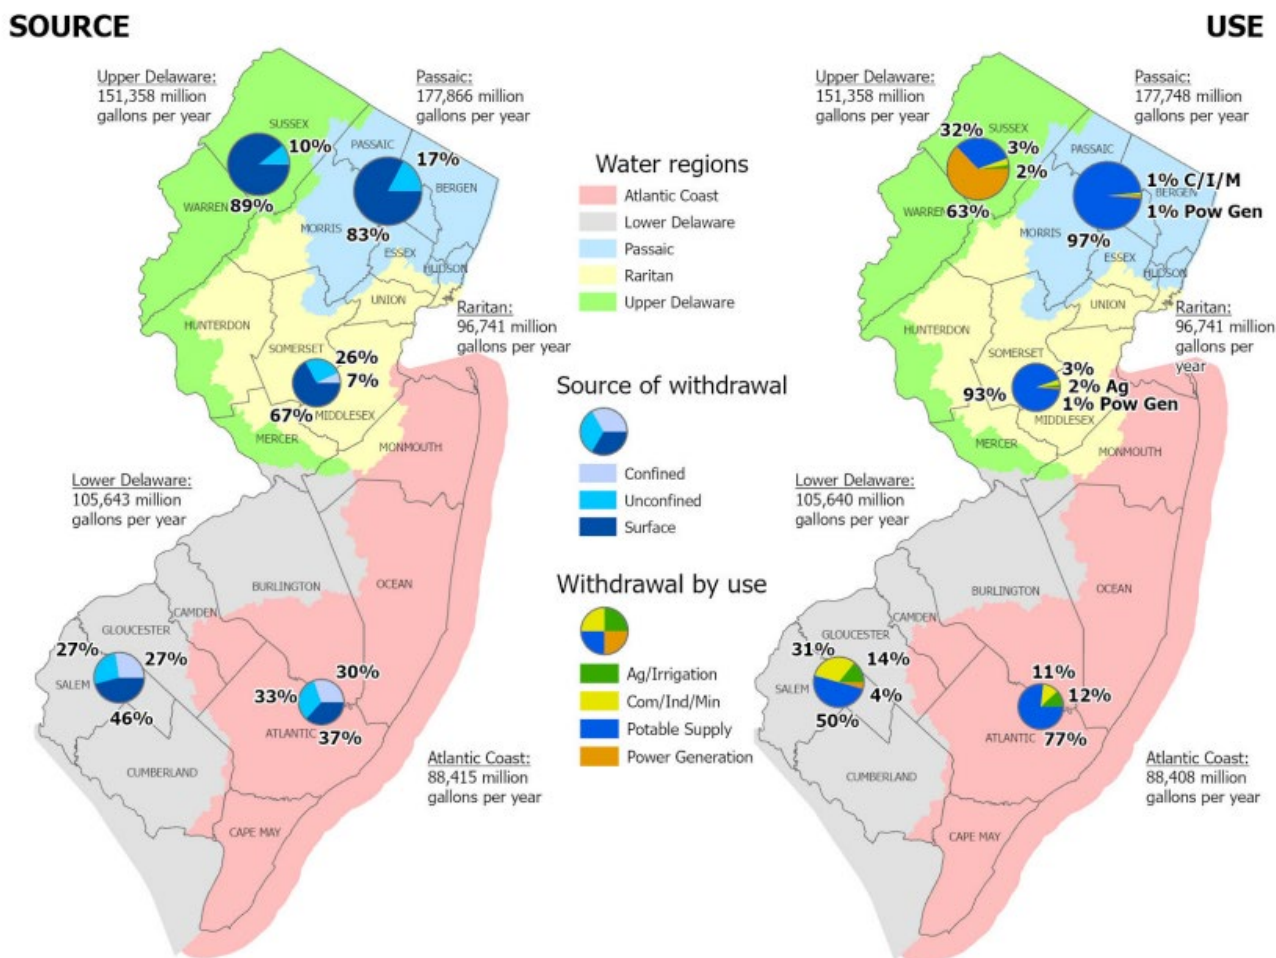 SOURCE
USE
Upper Delaware:
151,358 million
gallons per year
Passaic:
177,866 million
gallons per year
SUSSEX
10%
PASSAIC
17%
BERGEN
WARREN
89%
83%
MORRIS
ESSEX
HUDSON
UNION
HUNTERDON
SOMERSET
26%
7%
67%
MIDDLESEX
MERCER
MONMOUTH
Raritan:
96,741 million
gallons per year
Lower Delaware:
105,643 million
gallons per year
BURLINGTON
OCEAN
CAMDEN
GLOUCESTER
27%
27%
SALEM
46%
30%
33%
ATLANTIC
37%
CUMBERLAND
CAPE MAY
Atlantic Coast:
88,415 million
gallons per year
Water regions
Atlantic Coast
Lower Delaware
Passaic
Raritan
Upper Delaware
Source of withdrawal
Confined
Unconfined
Surface
Withdrawal by use
Ag/Irrigation
Com/Ind/Min
Potable Supply
Power Generation
Upper Delaware:
151,358 million
gallons per year
Passaic:
177,748 million
gallons per year
32%
SUSSEX
3%
2%
PASSAIC
1% C/I/M
BERGEN
1% Pow Gen
WARREN
63%
97%
MORRIS
ESSEX
HUDSON
UNION
HUNTERDON
SOMERSET
3%
93%
2% Ag
1% Pow Gen
MIDDLESEX
MERCER
MONMOUTH
Raritan:
96,741 million
gallons per
year
Lower Delaware:
105,640 million
gallons per year
BURLINGTON
OCEAN
CAMDEN
GLOUCESTER
31%
14%
SALEM
4%
50%
11%
12%
ATLANTIC
77%
CUMBERLAND
CAPE MAY
Atlantic Coast:
88,408 million
gallons per year